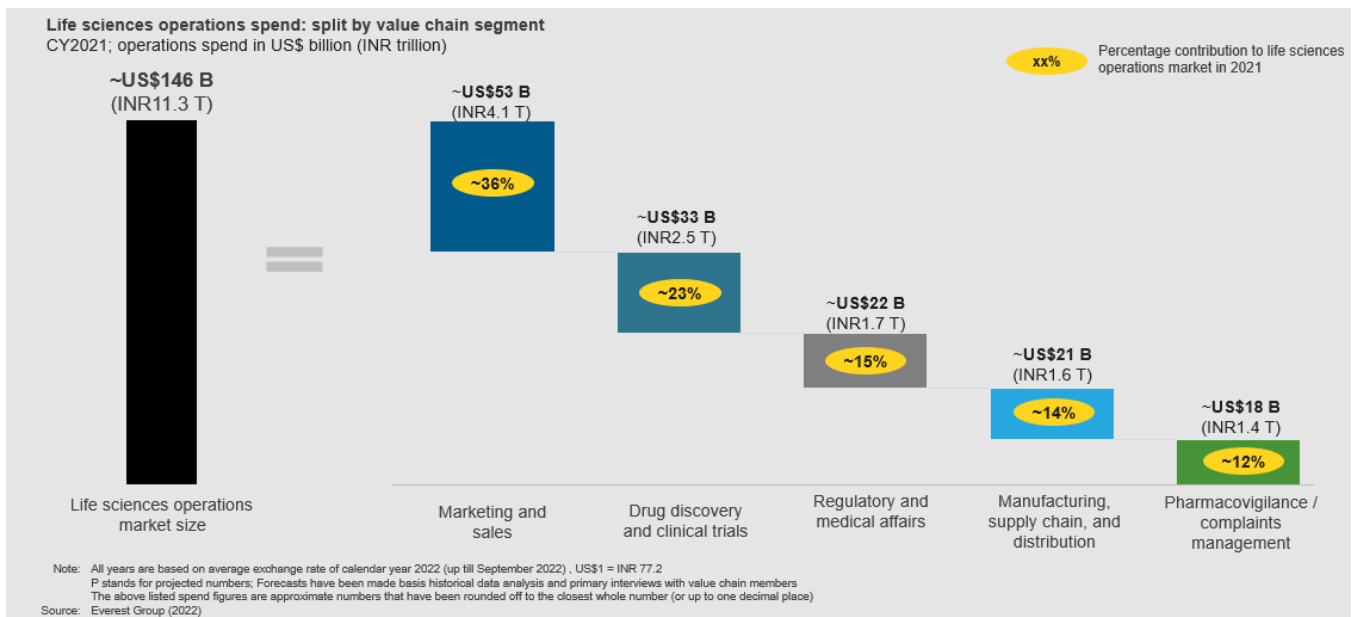 Life sciences operations spend: split by value chain segment
CY2021; operations spend in US$ billion (INR trillion)
xx%
Percentage contribution to life sciences
operations market in 2021
~US$146 B
(INR11.3 T)
~US$53 B
(INR4.1 T)
~36%
~US$33 B
(INR2.5 T)
~23%
~US$22 B
(INR1.7 T)
~15%
~US$21 B
(INR1.6 T)
~14%
~US$18 B
(INR1.4 T)
~12%
Life sciences operations
market size
Marketing and
sales
Drug discovery
and clinical trials
Regulatory and
medical affairs
Manufacturing,
supply chain, and
distribution
Pharmacovigilance /
complaints
management
Note: All years are based on average exchange rate of calendar year 2022 (up till September 2022) , US$1 = INR 77.2
P stands for projected numbers; Forecasts have been made basis historical data analysis and primary interviews with value chain members
The above listed spend figures are approximate numbers that have been rounded off to the closest whole number (or up to one decimal place)
Source: Everest Group (2022)